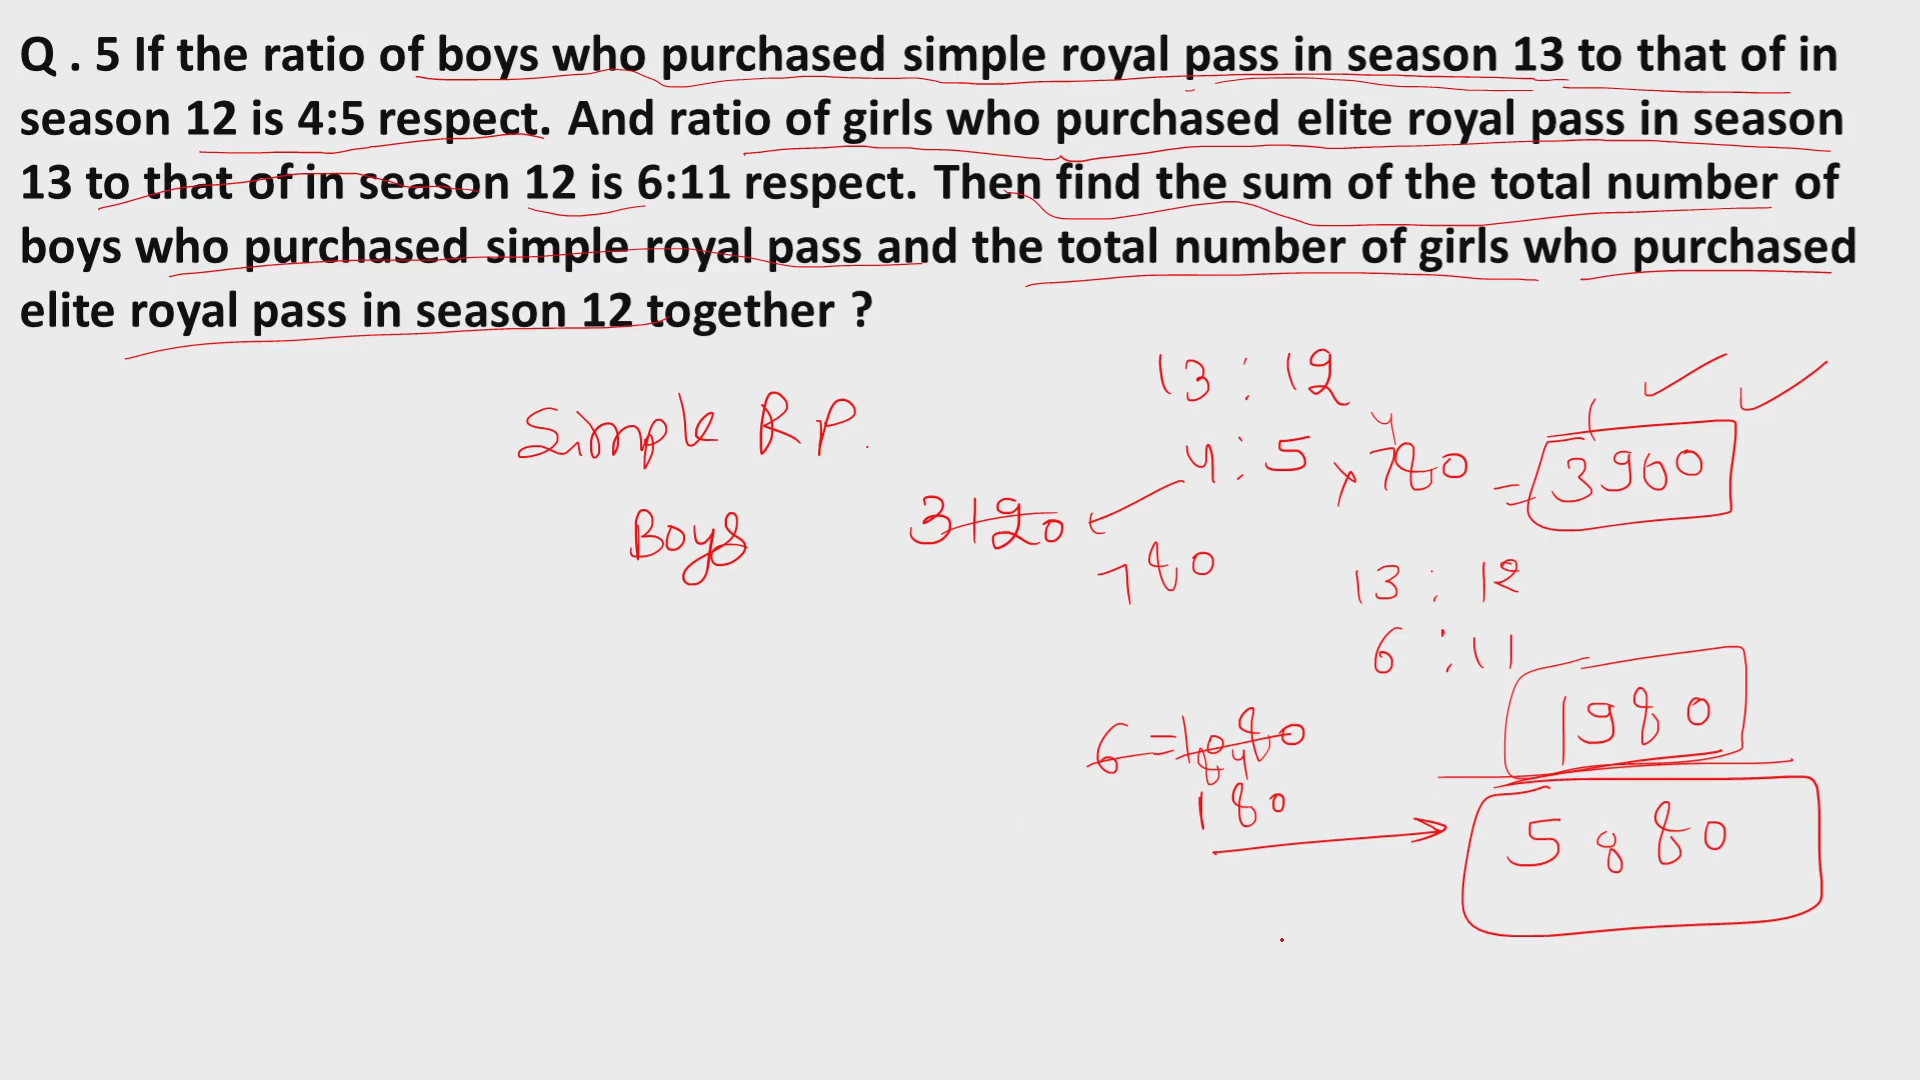 Q . 5 If the ratio of boys who purchased simple royal pass in season 13 to that of in
season 12 is 4:5 respect. And ratio of girls who purchased elite royal pass in season
13 to that of in season 12 is 6:11 respect. Then find the sum of the total number of
boys who purchased simple royal pass and the total number of girls who purchased
elite royal pass in season 12 together ?
13 : 12
Simple R P.
4 : 5 x 780 = 3900
Boys
3120
780
13 : 12
6 : 11
1980
6 = 1080
180
5880